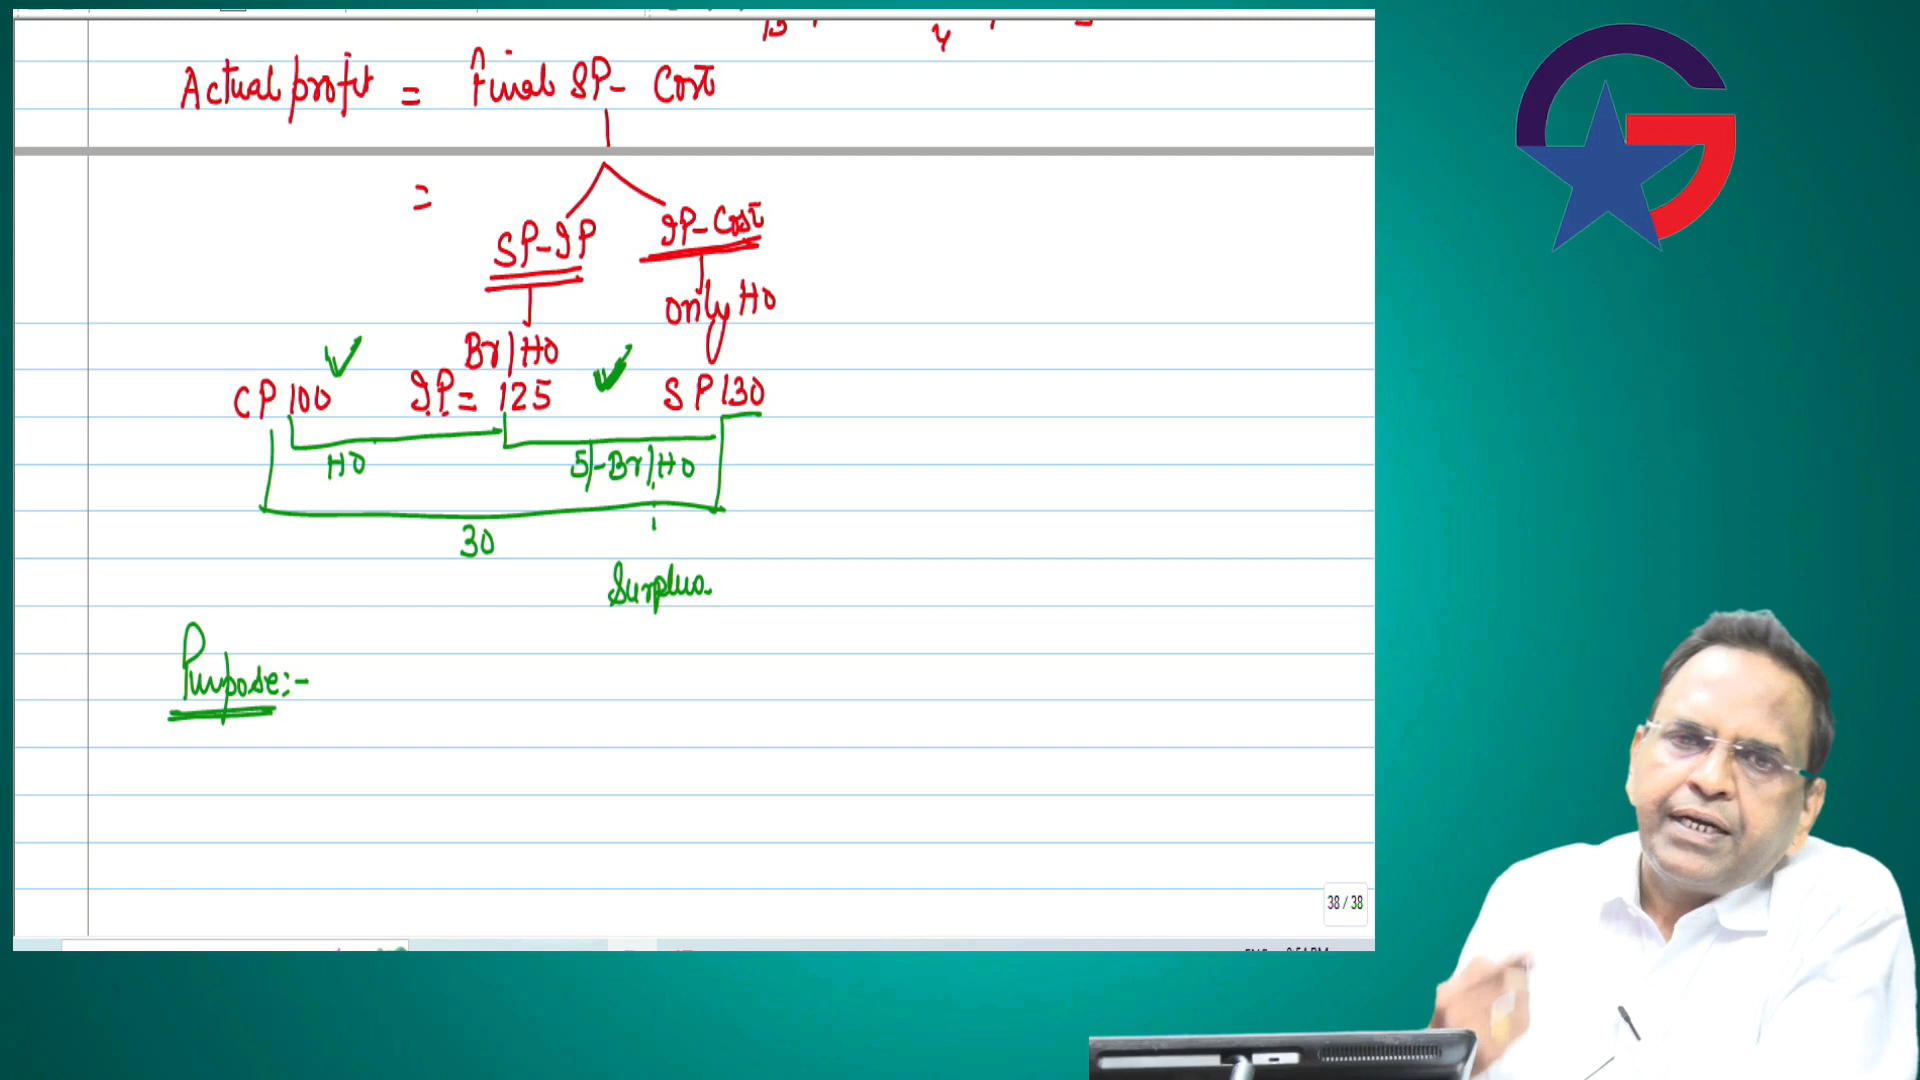 Actual profit = Final SP - Cost
=
SP-IP IP-Cost
only HO
Br/HO
CP 100 IP = 125 SP 130
HO 5/- Br/HO
30
Surplus
Purpose:-
38 / 38